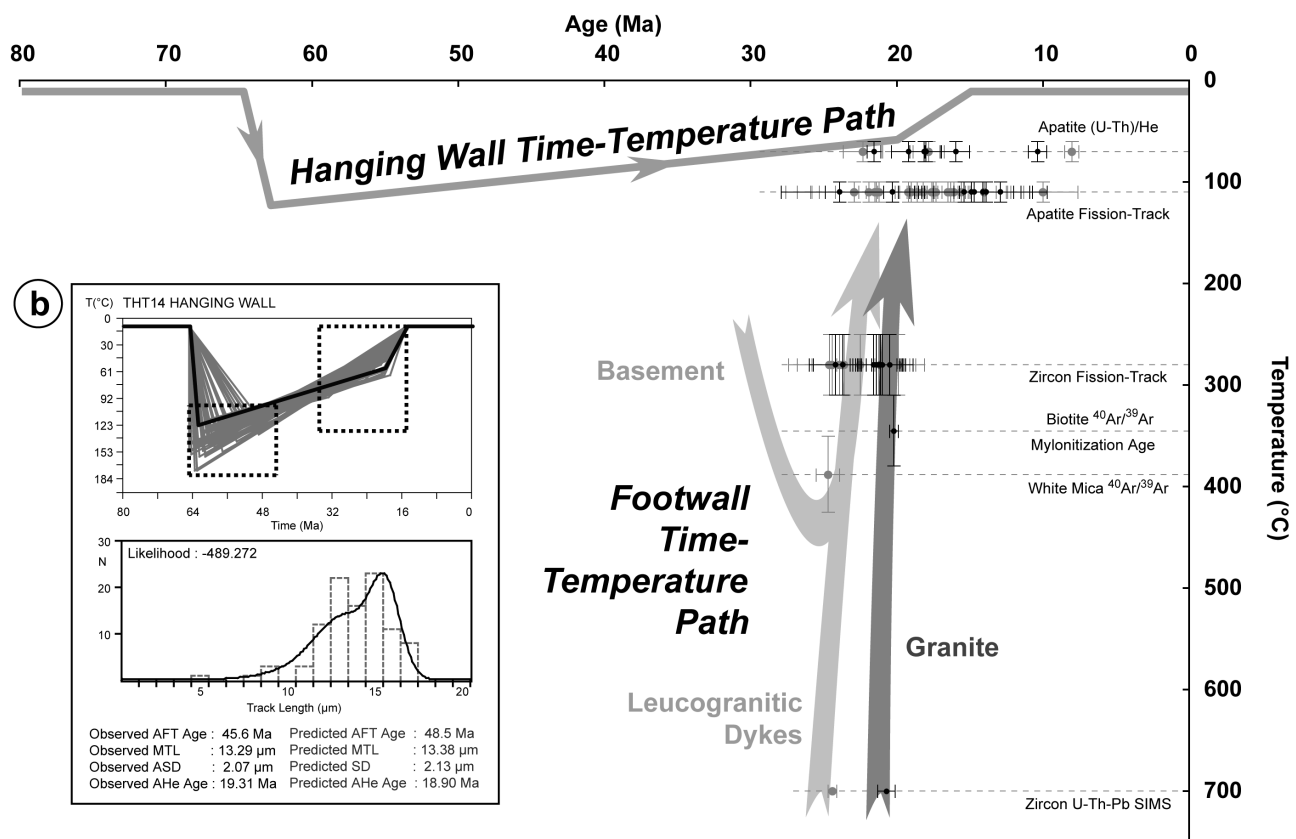 Age (Ma)
80 70 60 50 40 30 20 10 0
0
Hanging Wall Time-Temperature Path
Apatite (U-Th)/He
100
Apatite Fission-Track
200
b
T(°C) THT14 HANGING WALL
0
30
61
92
123
153
184
80 64 48 32 16 0
Time (Ma)
Basement
300
Zircon Fission-Track
Biotite ⁴⁰Ar/³⁹Ar
Mylonitization Age
400
White Mica ⁴⁰Ar/³⁹Ar
Temperature (°C)
Footwall
Time-
Temperature
Path
500
600
700
Granite
Leucogranitic
Dykes
Zircon U-Th-Pb SIMS
30
N
20
10
Likelihood : -489.272
5 10 15 20
Track Length (µm)
Observed AFT Age : 45.6 Ma Predicted AFT Age : 48.5 Ma
Observed MTL : 13.29 µm Predicted MTL : 13.38 µm
Observed ASD : 2.07 µm Predicted SD : 2.13 µm
Observed AHe Age : 19.31 Ma Predicted AHe Age : 18.90 Ma